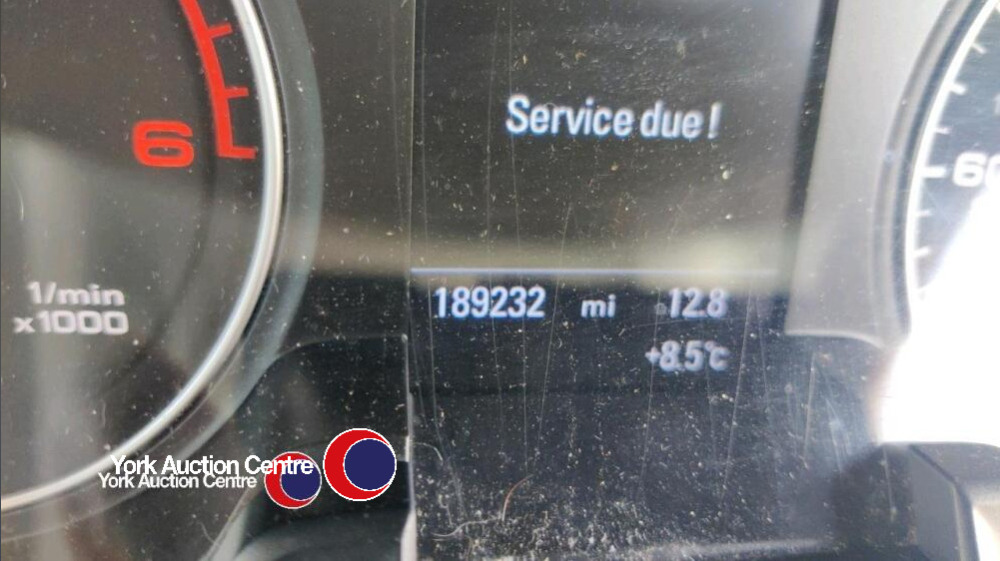 6
1/min
x1000
Service due!
189232 mi 12.8
+8.5°C
York Auction Centre
York Auction Centre